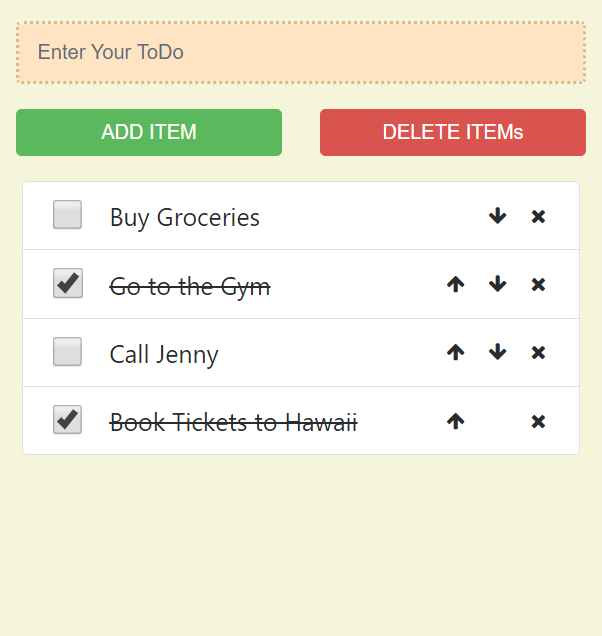 Enter Your ToDo
ADD ITEM
DELETE ITEMs
Buy Groceries
Go to the Gym
Call Jenny
Book Tickets to Hawaii